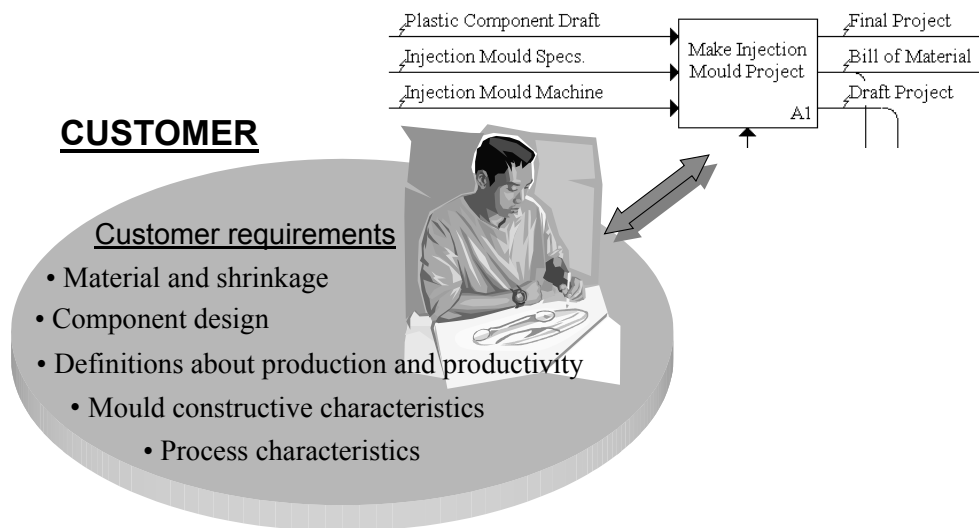 Plastic Component Draft
Injection Mould Specs.
Injection Mould Machine
Make Injection
Mould Project
A1
Final Project
Bill of Material
Draft Project
CUSTOMER
Customer requirements
• Material and shrinkage
• Component design
• Definitions about production and productivity
• Mould constructive characteristics
• Process characteristics